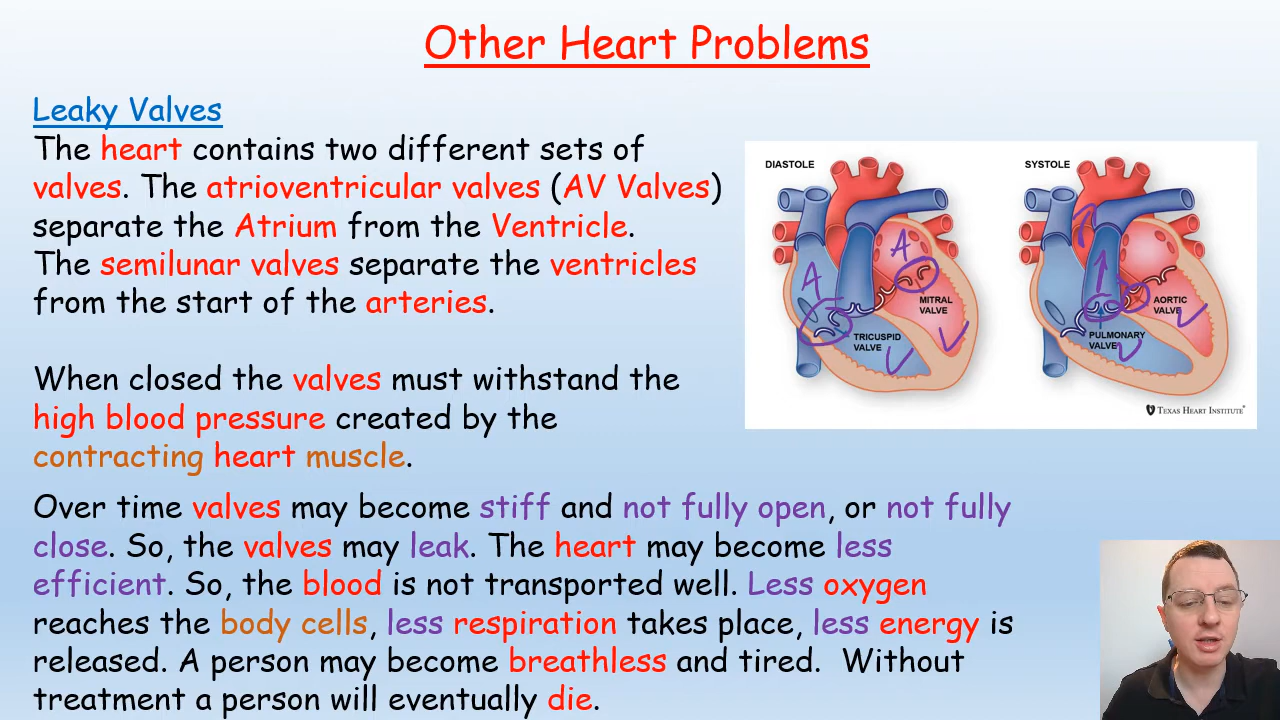 Other Heart Problems
Leaky Valves
The heart contains two different sets of
valves. The atrioventricular valves (AV Valves)
separate the Atrium from the Ventricle.
The semilunar valves separate the ventricles
from the start of the arteries.
When closed the valves must withstand the
high blood pressure created by the
contracting heart muscle.
Over time valves may become stiff and not fully open, or not fully
close. So, the valves may leak. The heart may become less
efficient. So, the blood is not transported well. Less oxygen
reaches the body cells, less respiration takes place, less energy is
released. A person may become breathless and tired. Without
treatment a person will eventually die.
DIASTOLE
A
A
MITRAL
VALVE
TRICUSPID
VALVE
V
V
SYSTOLE
AORTIC
VALVE
V
PULMONARY
VALVE
V
TEXAS HEART INSTITUTE